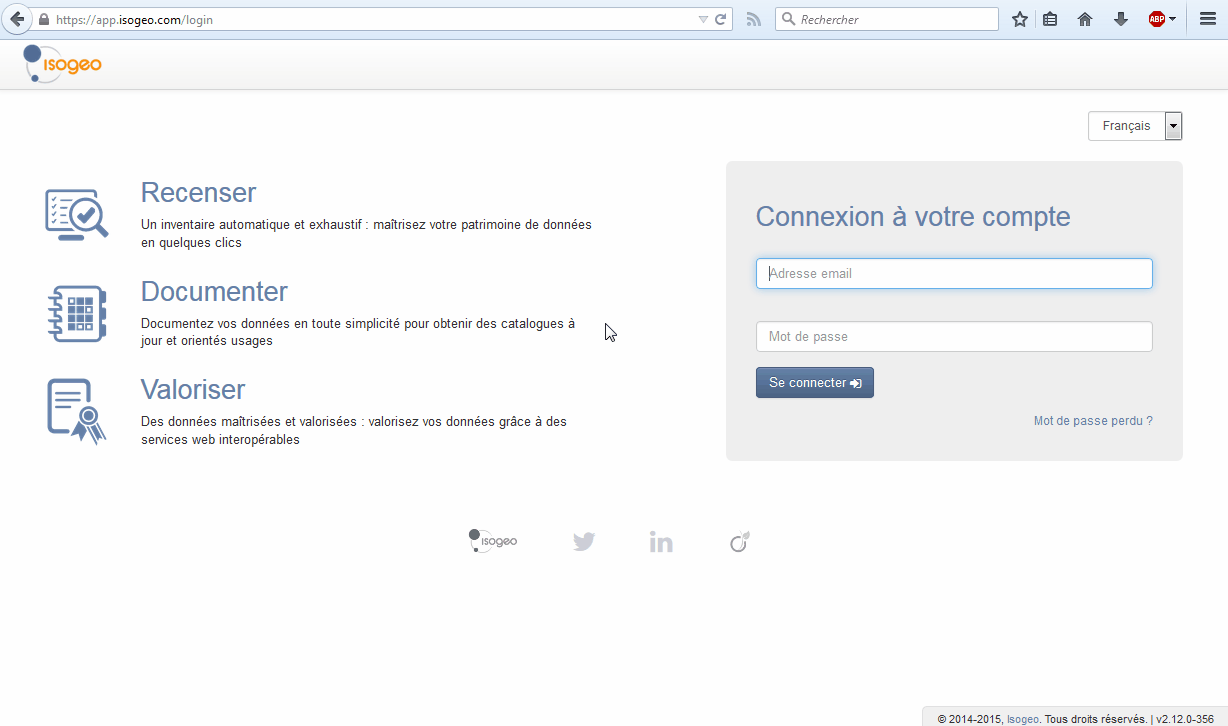 https://app.isogeo.com/login
Rechercher
ABP
isogeo
Français
Recenser
Un inventaire automatique et exhaustif : maîtrisez votre patrimoine de données
en quelques clics
Documenter
Documentez vos données en toute simplicité pour obtenir des catalogues à
jour et orientés usages
Valoriser
Des données maîtrisées et valorisées : valorisez vos données grâce à des
services web interopérables
Connexion à votre compte
Adresse email
Mot de passe
Se connecter
Mot de passe perdu ?
isogeo
in
© 2014-2015, Isogeo. Tous droits réservés. | v2.12.0-356